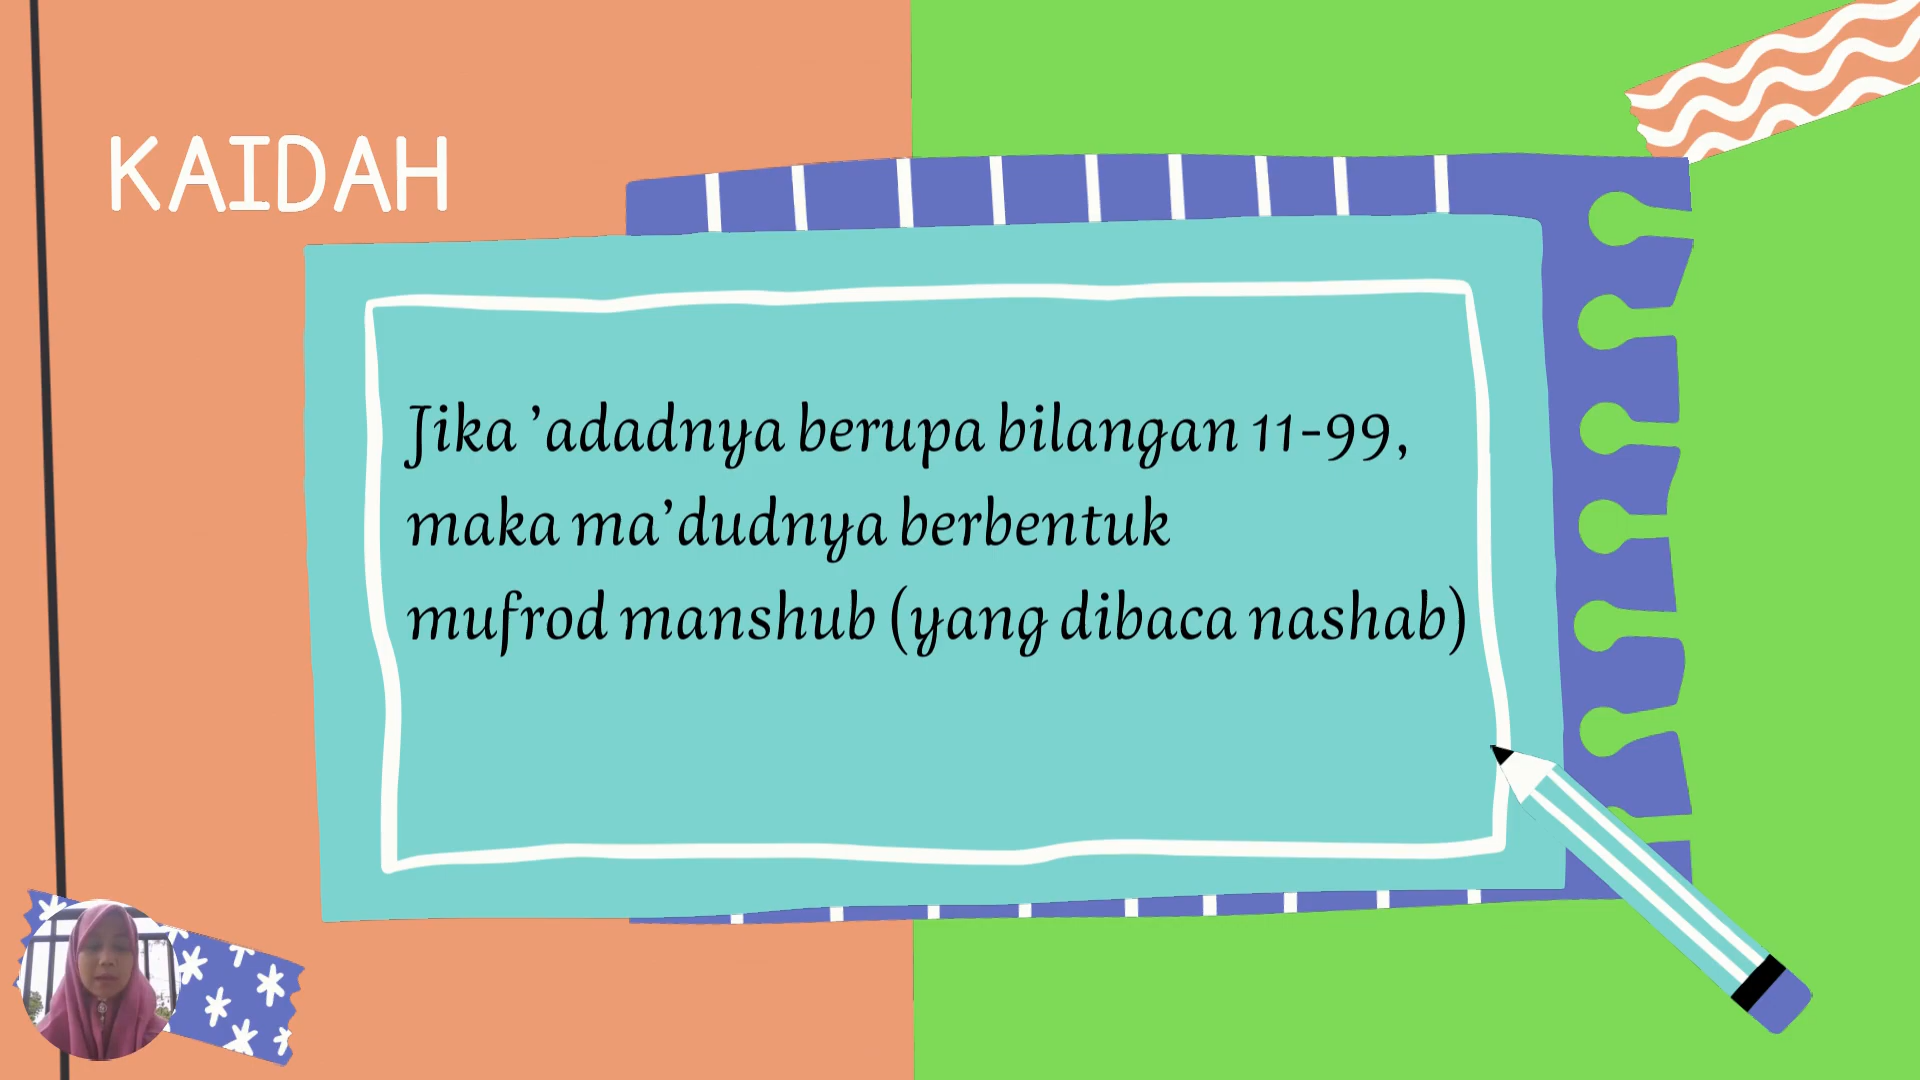 KAIDAH
Jika 'adadnya berupa bilangan 11-99,
maka ma'dudnya berbentuk
mufrod manshub (yang dibaca nashab)